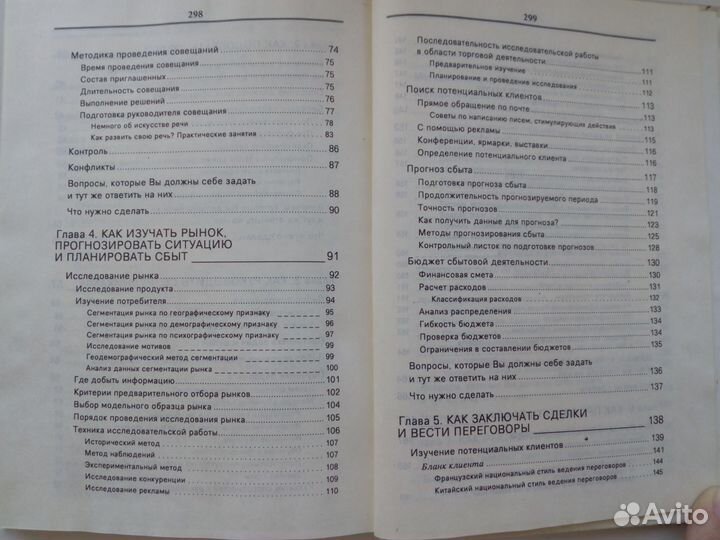 298
Методика проведения совещаний 74
Время проведения совещания 75
Состав приглашенных 75
Длительность совещания 75
Выполнение решений 76
Подготовка руководителя совещания 77
Немного об искусстве речи 78
Как развить свою речь? Практические занятия 83
Контроль 86
Конфликты 87
Вопросы, которые Вы должны себе задать
и тут же ответить на них 88
Что нужно сделать 90
Глава 4. КАК ИЗУЧАТЬ РЫНОК,
ПРОГНОЗИРОВАТЬ СИТУАЦИЮ
И ПЛАНИРОВАТЬ СБЫТ 91
Исследование рынка 92
Исследование продукта 93
Изучение потребителя 94
Сегментация рынка по географическому признаку 95
Сегментация рынка по демографическому признаку 96
Сегментация рынка по психографическому признаку 97
Исследование мотивов 99
Геодемографический метод сегментации 99
Анализ данных сегментации рынка 100
Где добыть информацию 101
Критерии предварительного отбора рынков 102
Выбор модельного образца рынка 104
Порядок проведения исследования рынка 105
Техника исследовательской работы 106
Исторический метод 107
Метод наблюдений 107
Экспериментальный метод 108
Исследование конкуренции 109
Исследование рекламы 110
299
Последовательность исследовательской работы
в области торговой деятельности 111
Предварительное изучение 111
Планирование и проведение исследования 112
Поиск потенциальных клиентов 113
Прямое обращение по почте 113
Советы по написанию писем, стимулирующих действия 113
С помощью рекламы 115
Конференции, ярмарки, выставки 116
Определение потенциального клиента 116
Прогноз сбыта 117
Подготовка прогноза сбыта 118
Продолжительность прогнозируемого периода 119
Точность прогнозов 121
Как получить данные для прогноза? 123
Методы прогнозирования сбыта 125
Контрольный листок по подготовке прогнозов 128
Бюджет сбытовой деятельности 130
Финансовая смета 130
Расчет расходов 131
Классификация расходов 132
Анализ распределения 133
Гибкость бюджета 134
Проверка бюджетов 134
Ограничения в составлении бюджетов 135
Вопросы, которые Вы должны себе задать
и тут же ответить на них 136
Что нужно сделать 137
Глава 5. КАК ЗАКЛЮЧАТЬ СДЕЛКИ
И ВЕСТИ ПЕРЕГОВОРЫ 138
Изучение потенциальных клиентов 139
Бланк клиента 141
Французский национальный стиль ведения переговоров 144
Китайский национальный стиль ведения переговоров 145
Avito